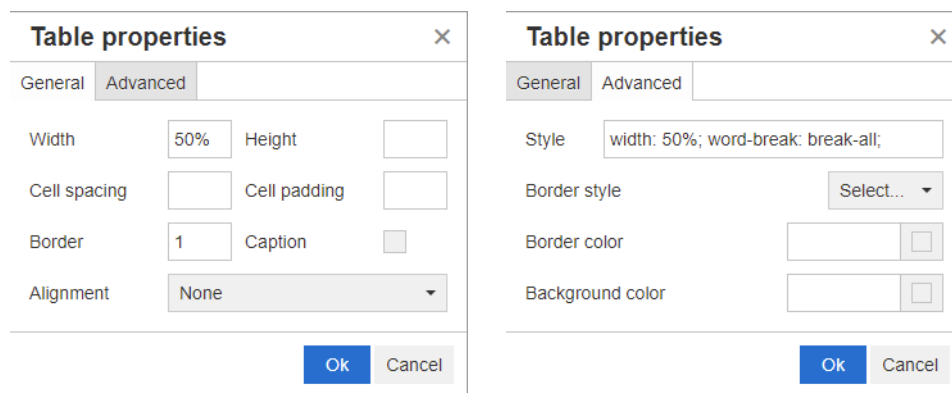 Table properties ×
General Advanced
Width 50% Height
Cell spacing Cell padding
Border 1 Caption
Alignment None
Ok Cancel
Table properties ×
General Advanced
Style width: 50%; word-break: break-all;
Border style Select...
Border color
Background color
Ok Cancel